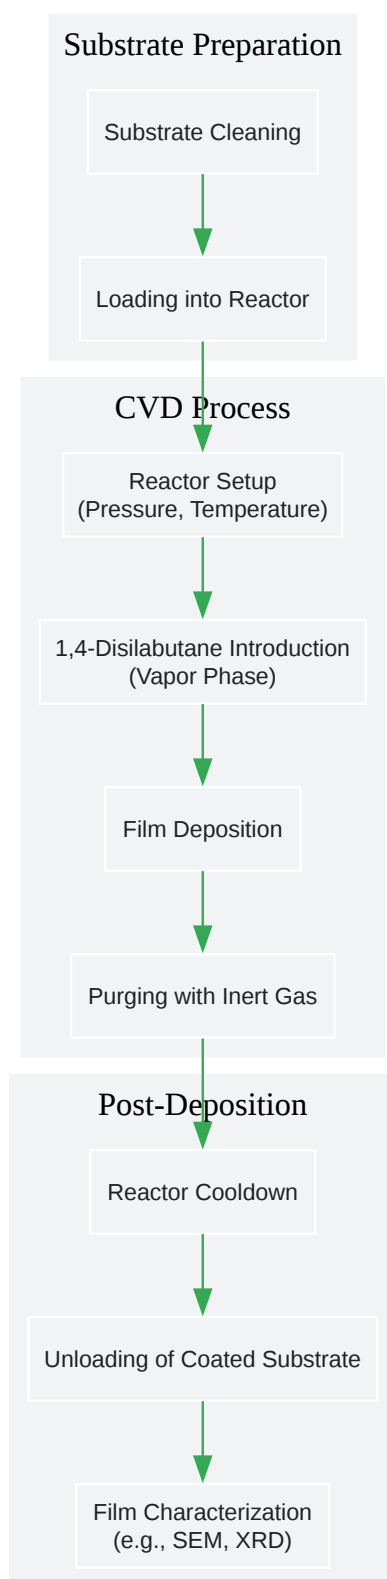 Substrate Preparation
Substrate Cleaning
Loading into Reactor
CVD Process
Reactor Setup
(Pressure, Temperature)
1,4-Disilabutane Introduction
(Vapor Phase)
Film Deposition
Purging with Inert Gas
Post-Deposition
Reactor Cooldown
Unloading of Coated Substrate
Film Characterization
(e.g., SEM, XRD)